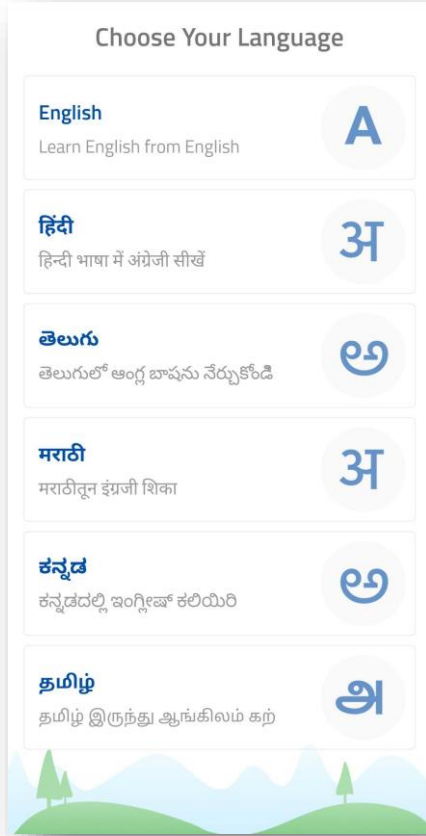 Choose Your Language
English
A
Learn English from English
हिंदी
अ
हिन्दी भाषा में अंग्रेजी सीखें
తెలుగు
అ
తెలుగులో ఆంగ్ల బాషను నేర్చుకోండి
मराठी
अ
मराठीतून इंग्रजी शिका
ಕನ್ನಡ
ಅ
ಕನ್ನಡದಲ್ಲಿ ಇಂಗ್ಲೀಷ್ ಕಲಿಯಿರಿ
தமிழ்
அ
தமிழ் இருந்து ஆங்கிலம் கற்